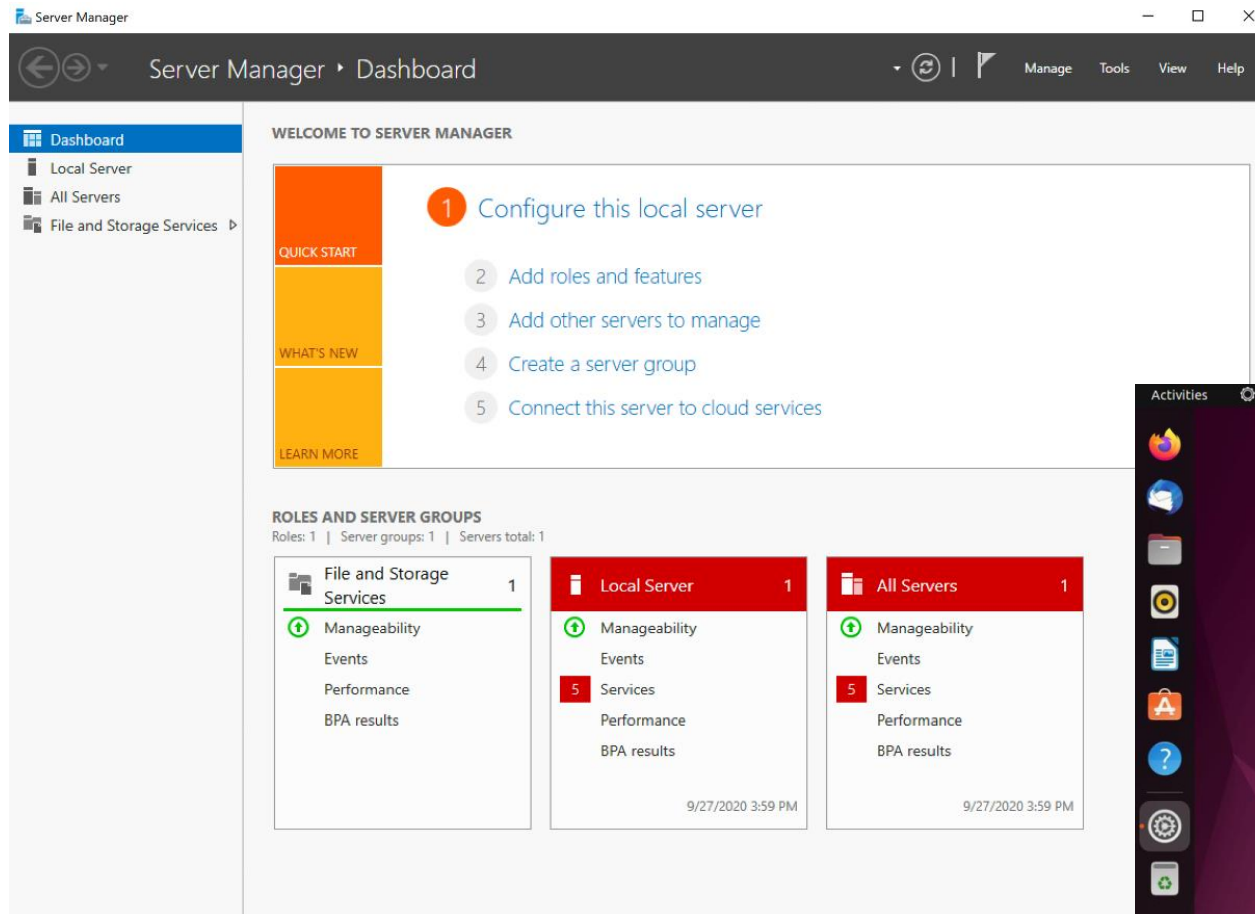 Server Manager
Server Manager • Dashboard
Manage Tools View Help
Dashboard
Local Server
All Servers
File and Storage Services
WELCOME TO SERVER MANAGER
QUICK START
WHAT'S NEW
LEARN MORE
1 Configure this local server
2 Add roles and features
3 Add other servers to manage
4 Create a server group
5 Connect this server to cloud services
ROLES AND SERVER GROUPS
Roles: 1 | Server groups: 1 | Servers total: 1
File and Storage
Services 1
Manageability
Events
Performance
BPA results
Local Server 1
Manageability
Events
5 Services
Performance
BPA results
9/27/2020 3:59 PM
All Servers 1
Manageability
Events
5 Services
Performance
BPA results
9/27/2020 3:59 PM
Activities